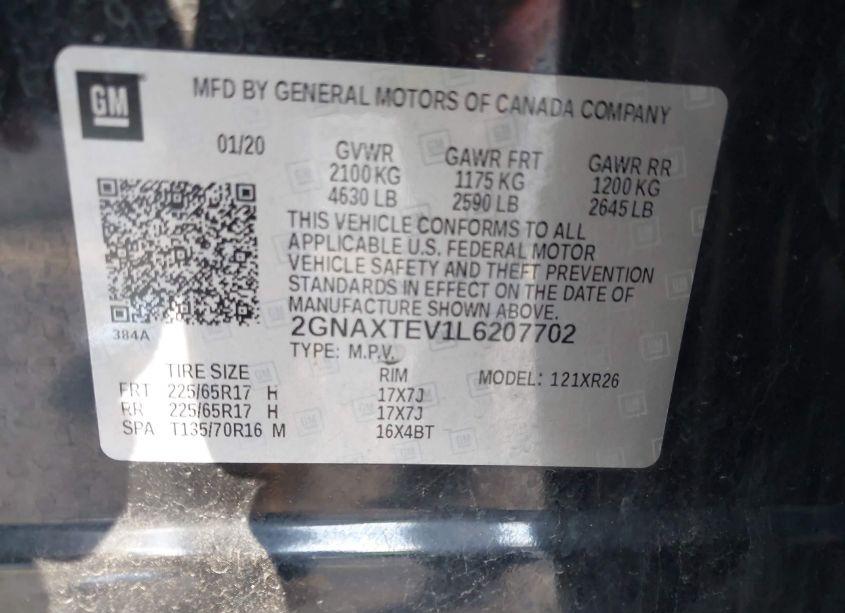 GM
MFD BY GENERAL MOTORS OF CANADA COMPANY
01/20 GVWR GAWR FRT GAWR RR
2100 KG 1175 KG 1200 KG
4630 LB 2590 LB 2645 LB
THIS VEHICLE CONFORMS TO ALL
APPLICABLE U.S. FEDERAL MOTOR
VEHICLE SAFETY AND THEFT PREVENTION
STANDARDS IN EFFECT ON THE DATE OF
MANUFACTURE SHOWN ABOVE.
384A
2GNAXTEV1L6207702
TYPE: M.P.V.
TIRE SIZE RIM MODEL: 121XR26
FRT 225/65R17 H 17X7J
RR 225/65R17 H 17X7J
SPA T135/70R16 M 16X4BT